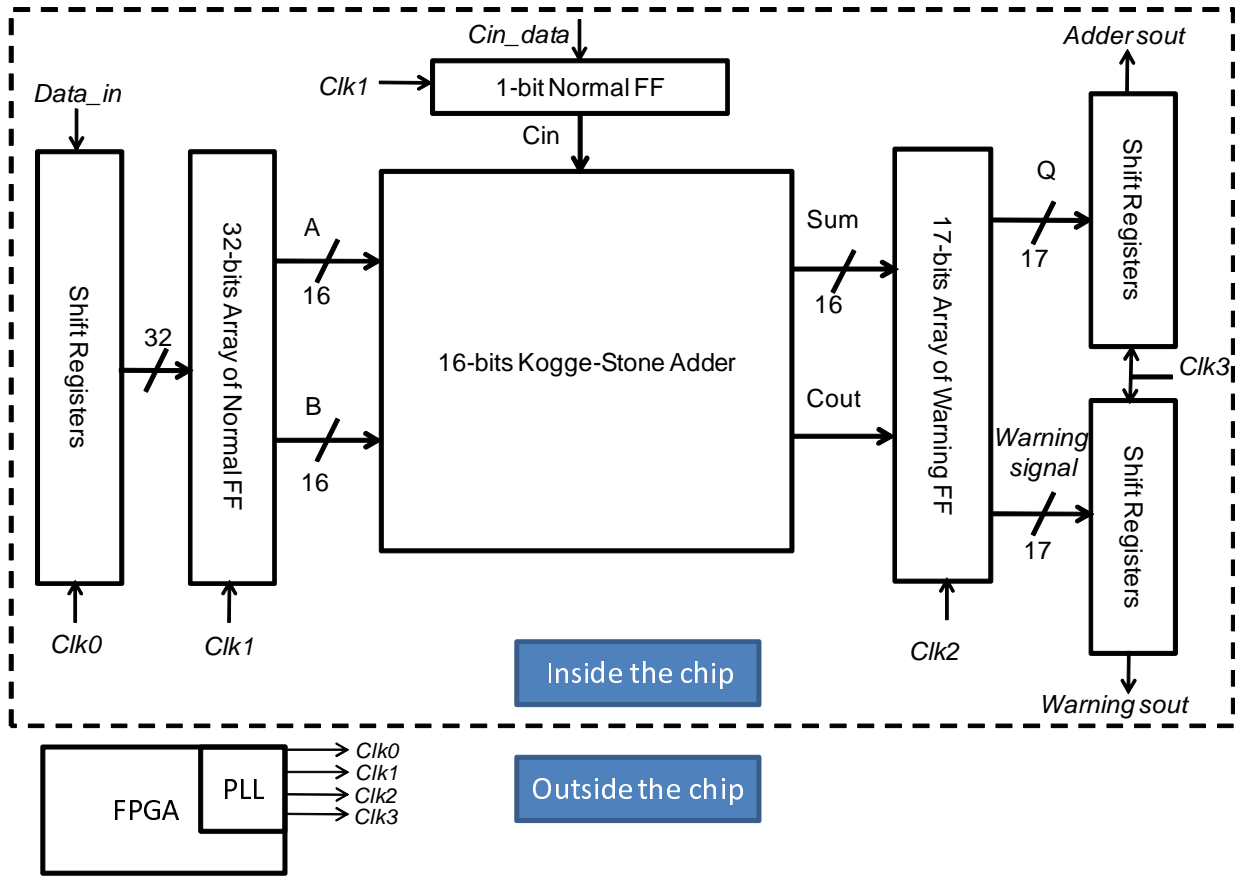 Cin_data
Adder sout
Clk1
1-bit Normal FF
Data_in
Cin
Shift Registers
32
32-bits Array of Normal FF
A
16
B
16
16-bits Kogge-Stone Adder
Sum
16
Cout
17-bits Array of Warning FF
Q
17
Shift Registers
Clk3
Warning
signal
17
Shift Registers
Clk0
Clk1
Clk2
Inside the chip
Warning sout
FPGA
PLL
Clk0
Clk1
Clk2
Clk3
Outside the chip